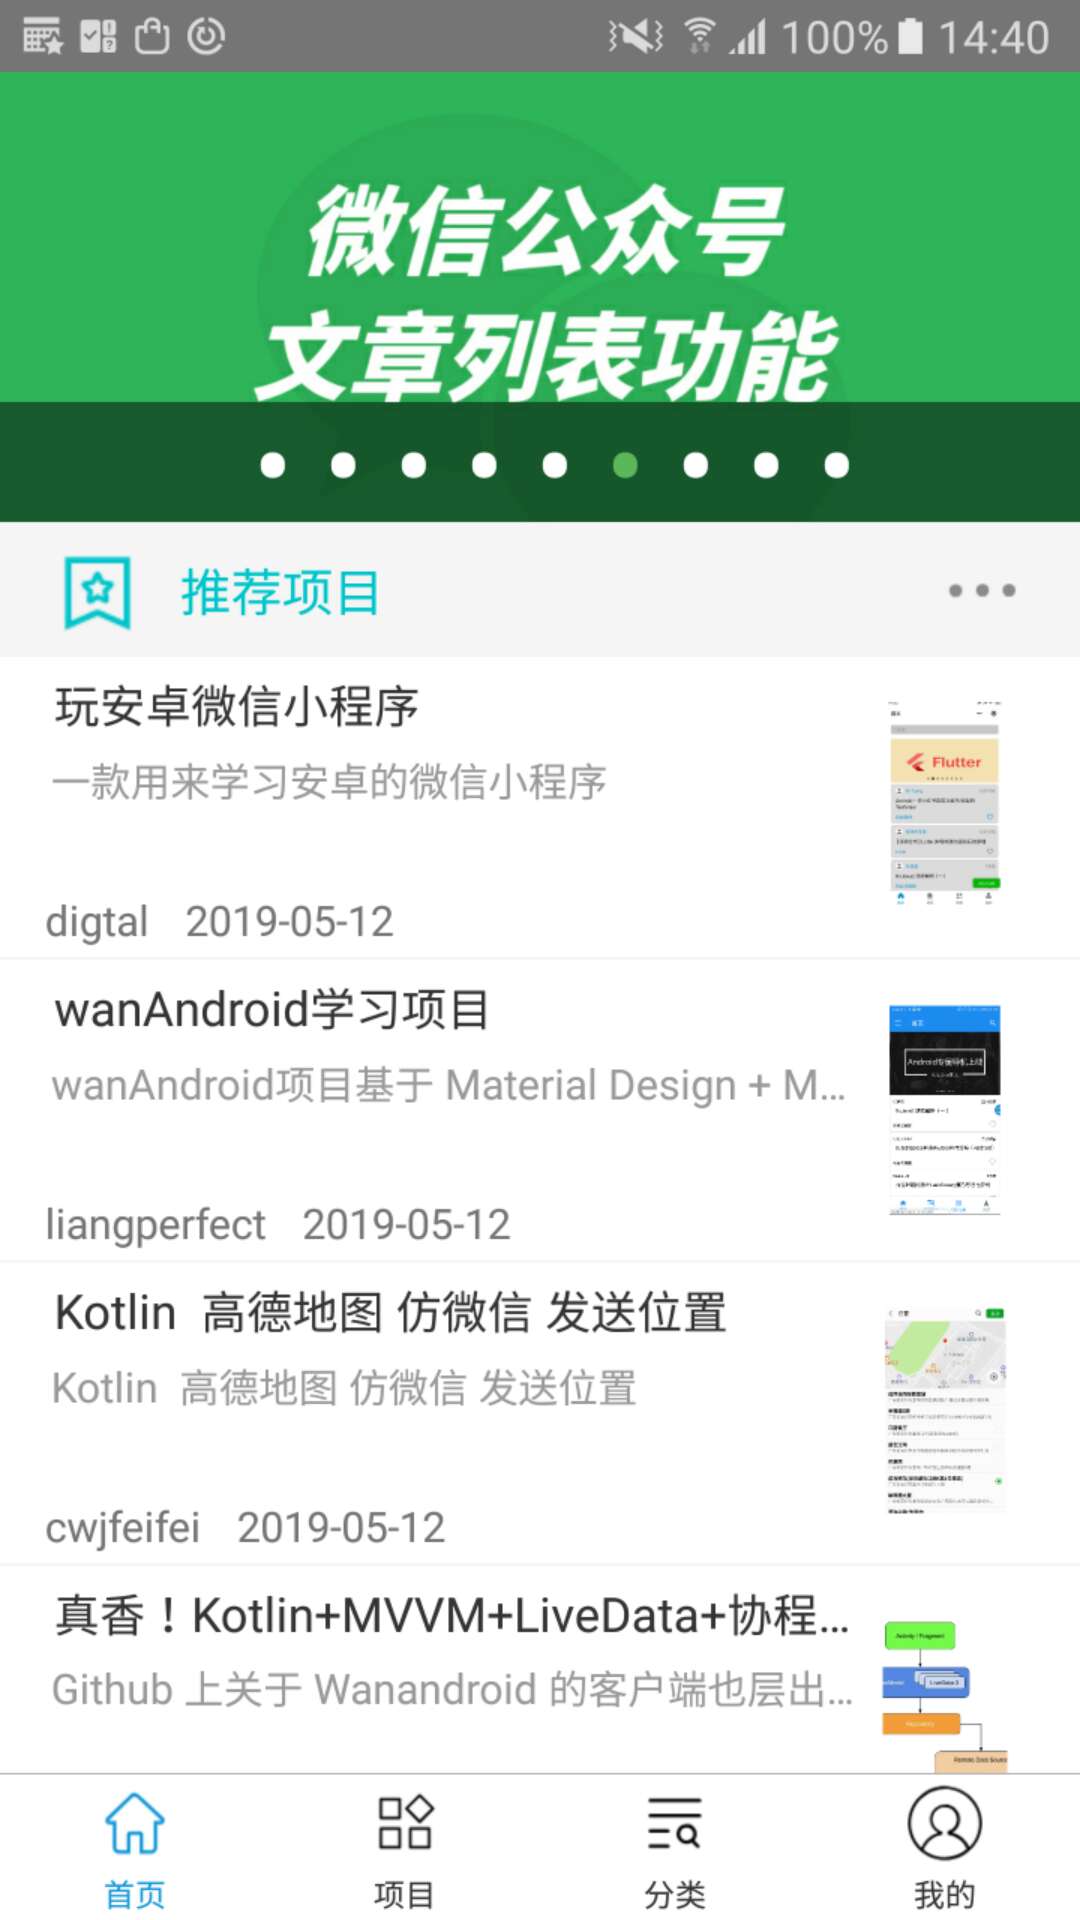 100% 14:40
微信公众号
文章列表功能
推荐项目
玩安卓微信小程序
一款用来学习安卓的微信小程序
Flutter
digtal 2019-05-12
wanAndroid学习项目
wanAndroid项目基于 Material Design + M...
liangperfect 2019-05-12
Kotlin 高德地图 仿微信 发送位置
Kotlin 高德地图 仿微信 发送位置
cwjfeifei 2019-05-12
真香！Kotlin+MVVM+LiveData+协程...
Github 上关于 Wanandroid 的客户端也层出...
首页 项目 分类 我的